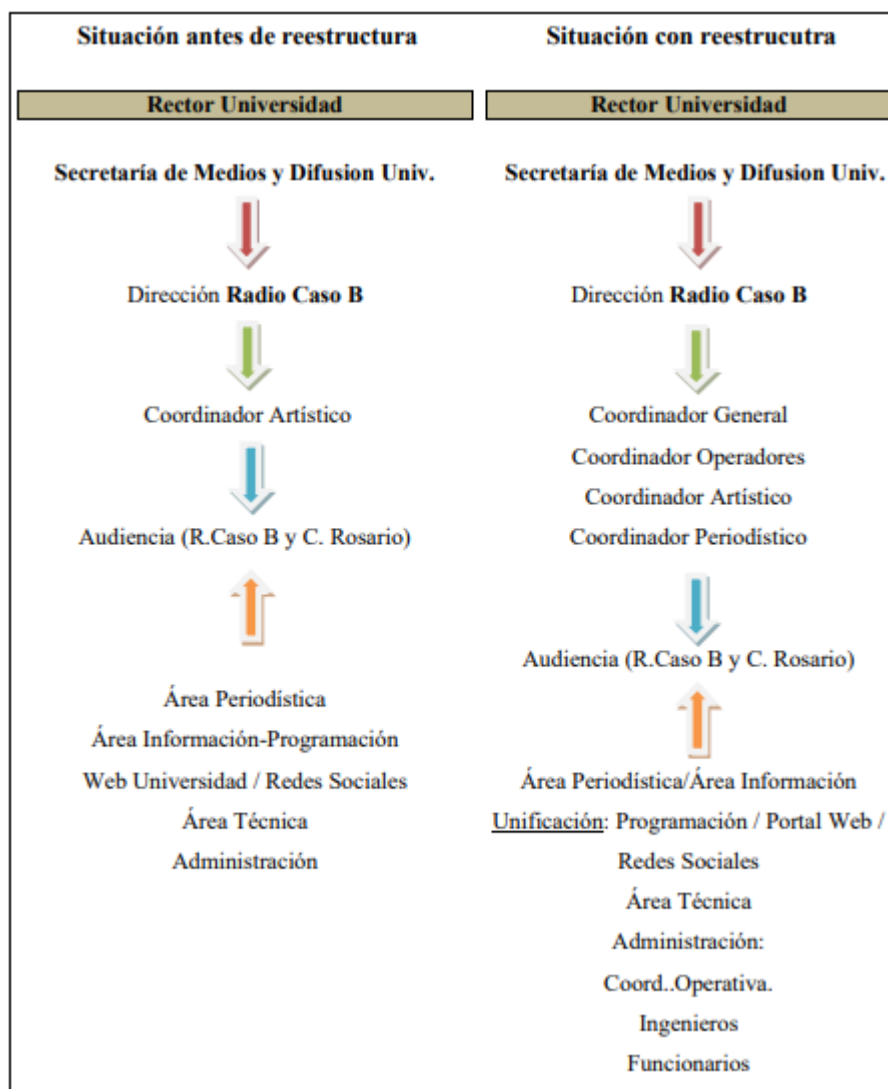 Situación antes de reestructura
Rector Universidad
Secretaría de Medios y Difusion Univ.
Dirección Radio Caso B
Coordinador Artístico
Audiencia (R.Caso B y C. Rosario)
Área Periodística
Área Información-Programación
Web Universidad / Redes Sociales
Área Técnica
Administración
Situación con reestrucutra
Rector Universidad
Secretaría de Medios y Difusion Univ.
Dirección Radio Caso B
Coordinador General
Coordinador Operadores
Coordinador Artístico
Coordinador Periodístico
Audiencia (R.Caso B y C. Rosario)
Área Periodística/Área Información
Unificación: Programación / Portal Web /
Redes Sociales
Área Técnica
Administración:
Coord..Operativa.
Ingenieros
Funcionarios